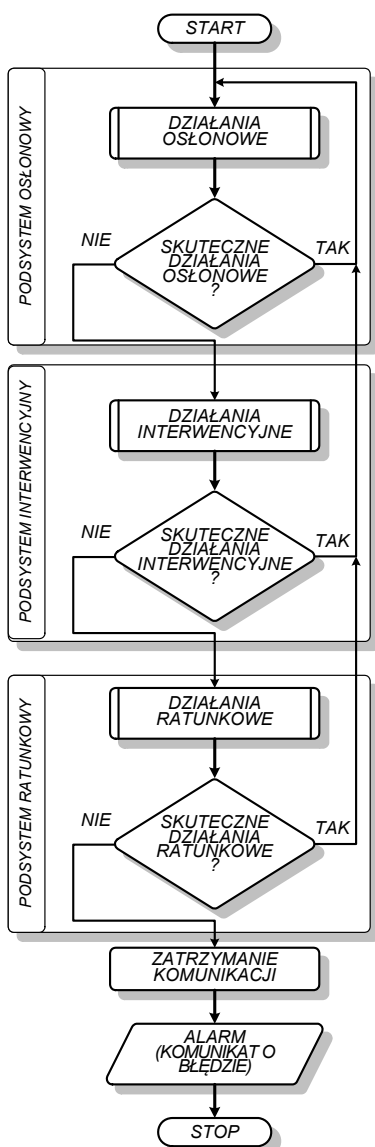 START
PODSYSTEM OSŁONOWY
DZIAŁANIA
OSŁONOWE
NIE
SKUTECZNE
DZIAŁANIA
OSŁONOWE
?
TAK
PODSYSTEM INTERWENCYJNY
DZIAŁANIA
INTERWENCYJNE
NIE
SKUTECZNE
DZIAŁANIA
INTERWENCYJNE
?
TAK
PODSYSTEM RATUNKOWY
DZIAŁANIA
RATUNKOWE
NIE
SKUTECZNE
DZIAŁANIA
RATUNKOWE
?
TAK
ZATRZYMANIE
KOMUNIKACJI
ALARM
(KOMUNIKAT O
BŁĘDZIE)
STOP